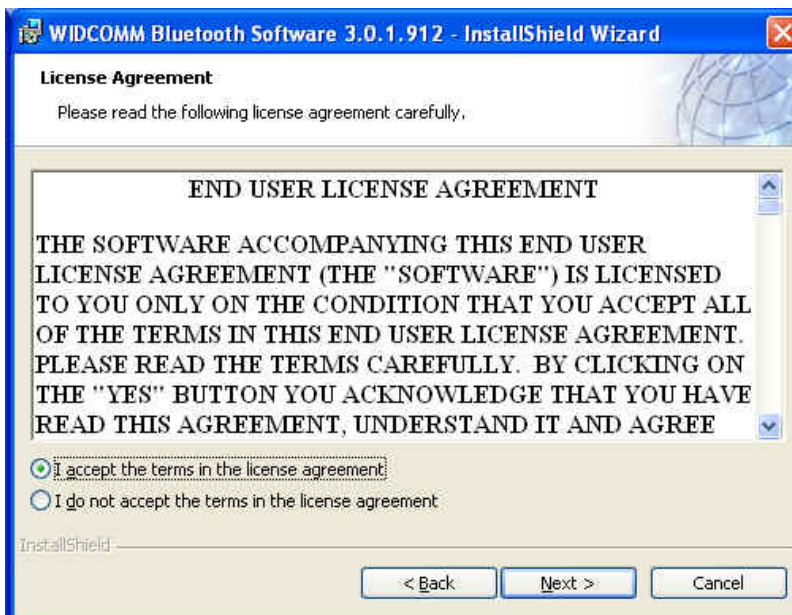 WIDCOMM Bluetooth Software 3.0.1.912 - InstallShield Wizard
License Agreement
Please read the following license agreement carefully.
END USER LICENSE AGREEMENT
THE SOFTWARE ACCOMPANYING THIS END USER
LICENSE AGREEMENT (THE "SOFTWARE") IS LICENSED
TO YOU ONLY ON THE CONDITION THAT YOU ACCEPT ALL
OF THE TERMS IN THIS END USER LICENSE AGREEMENT.
PLEASE READ THE TERMS CAREFULLY.  BY CLICKING ON
THE "YES" BUTTON YOU ACKNOWLEDGE THAT YOU HAVE
READ THIS AGREEMENT, UNDERSTAND IT AND AGREE
I accept the terms in the license agreement
I do not accept the terms in the license agreement
InstallShield
< Back Next > Cancel